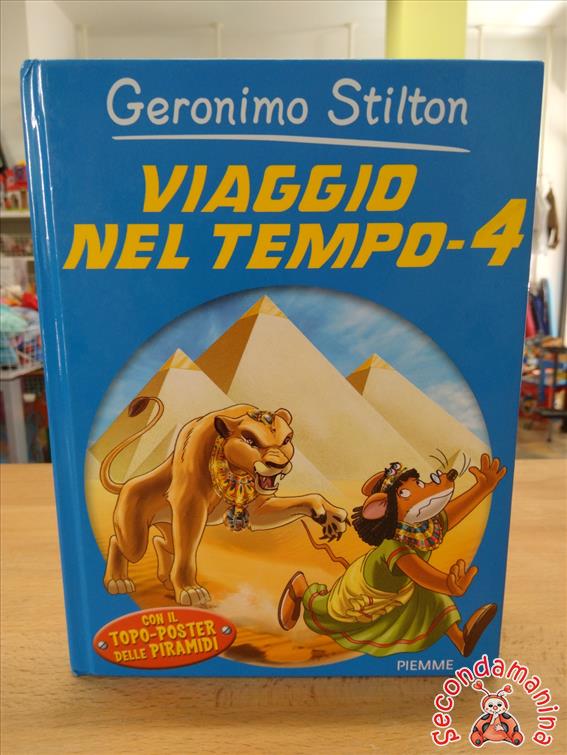 Geronimo Stilton
VIAGGIO
NEL TEMPO-4
CON IL
TOPO-POSTER
DELLE PIRAMIDI
PIEMME
Secondamanina